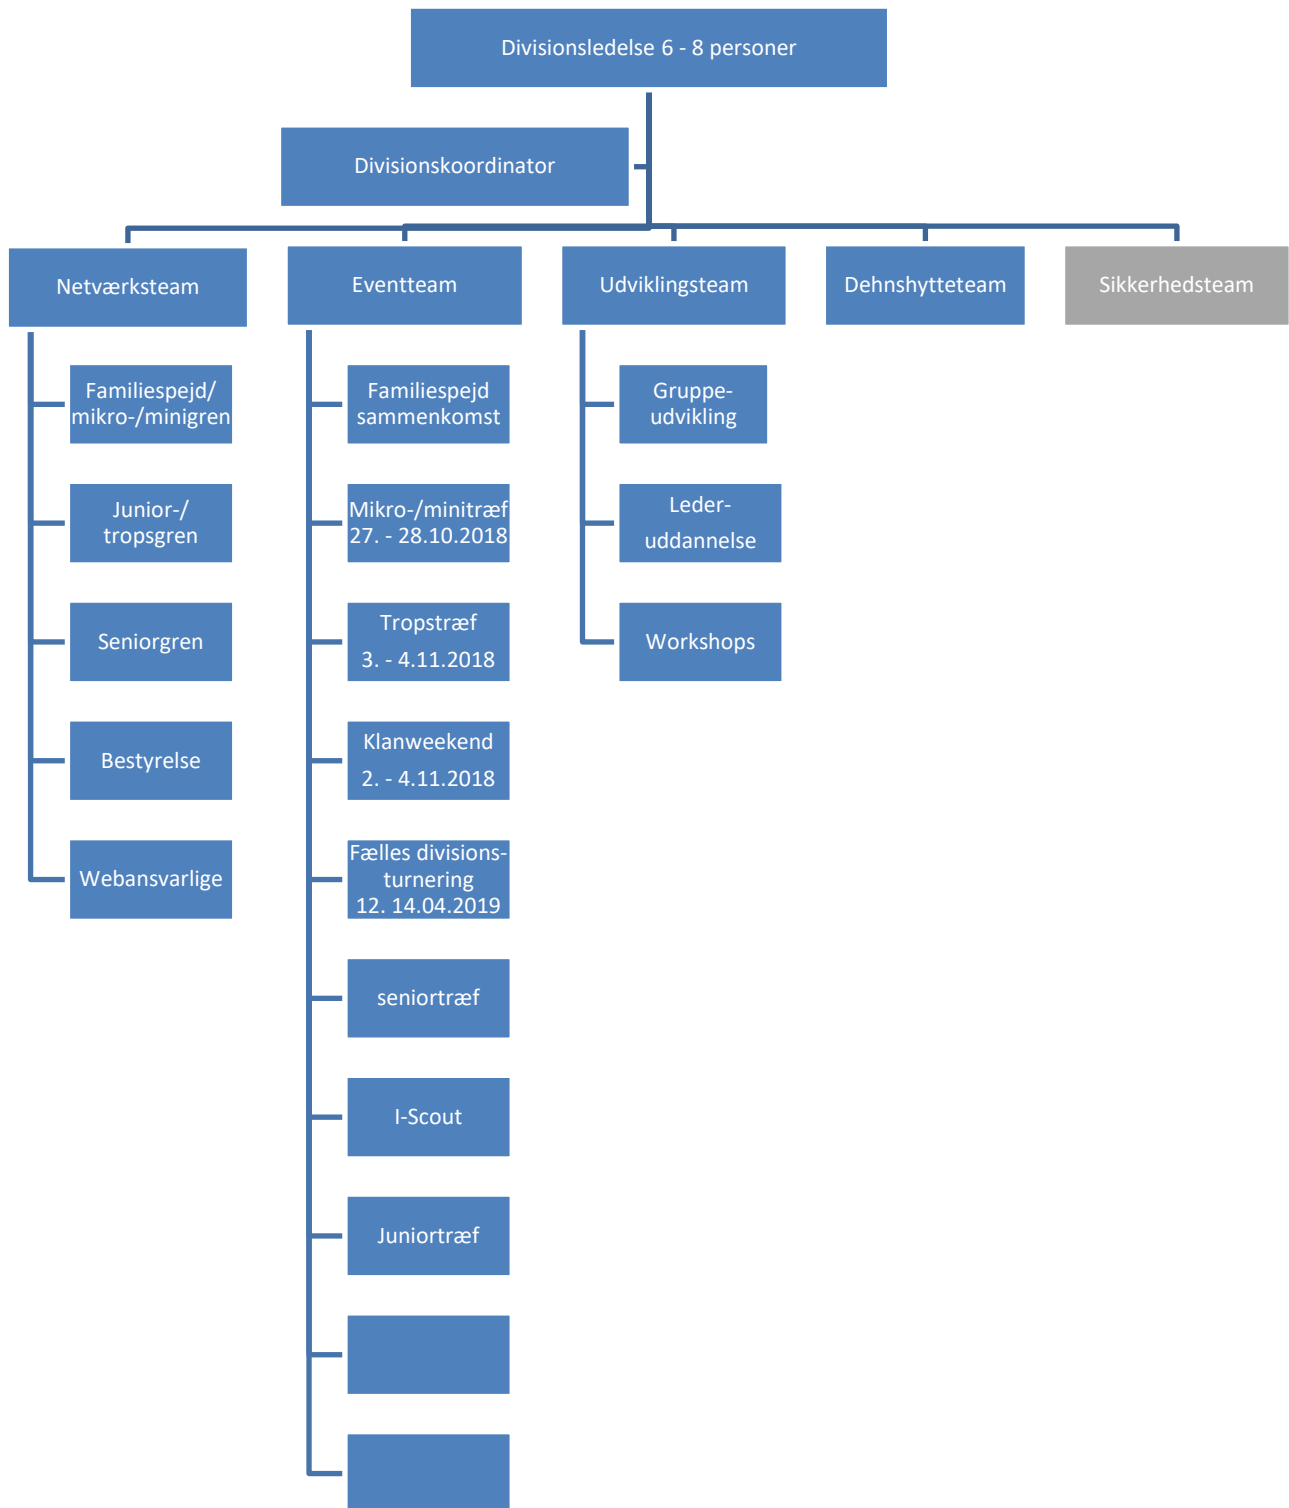 Divisionsledelse 6 - 8 personer
Divisionskoordinator
Netværksteam
Eventteam
Udviklingsteam
Dehnshytteteam
Sikkerhedsteam
Familiespejd/
mikro-/minigren
Junior-/
tropsgren
Seniorgren
Bestyrelse
Webansvarlige
Familiespejd
sammenkomst
Mikro-/minitræf
27. - 28.10.2018
Tropstræf
3. - 4.11.2018
Klanweekend
2. - 4.11.2018
Fælles divisions-
turnering
12. 14.04.2019
seniortræf
I-Scout
Juniortræf
Gruppe-
udvikling
Leder-
uddannelse
Workshops